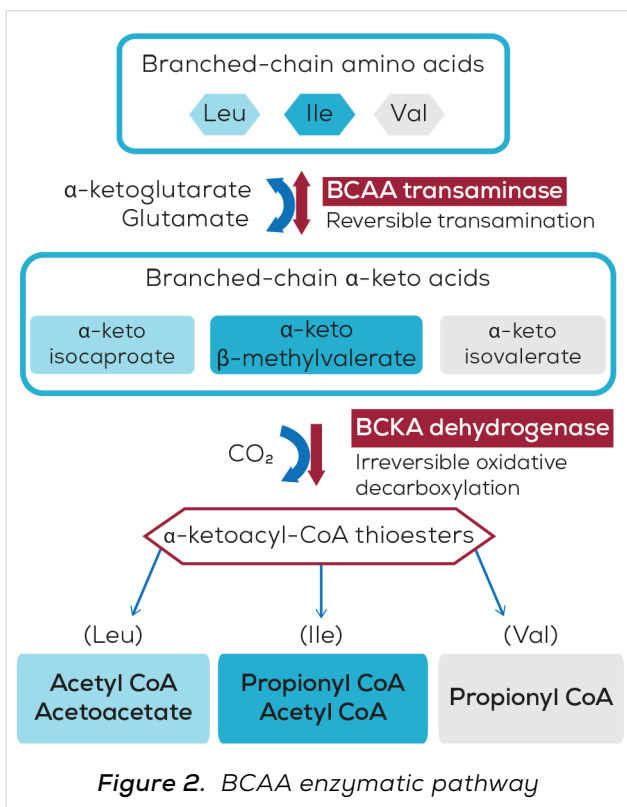 Branched-chain amino acids
Leu
Ile
Val
α-ketoglutarate
Glutamate
BCAA transaminase
Reversible transamination
Branched-chain α-keto acids
α-keto
isocaproate
α-keto
β-methylvalerate
α-keto
isovalerate
CO₂
BCKA dehydrogenase
Irreversible oxidative
decarboxylation
α-ketoacyl-CoA thioesters
(Leu)
(Ile)
(Val)
Acetyl CoA
Acetoacetate
Propionyl CoA
Acetyl CoA
Propionyl CoA
Figure 2. BCAA enzymatic pathway